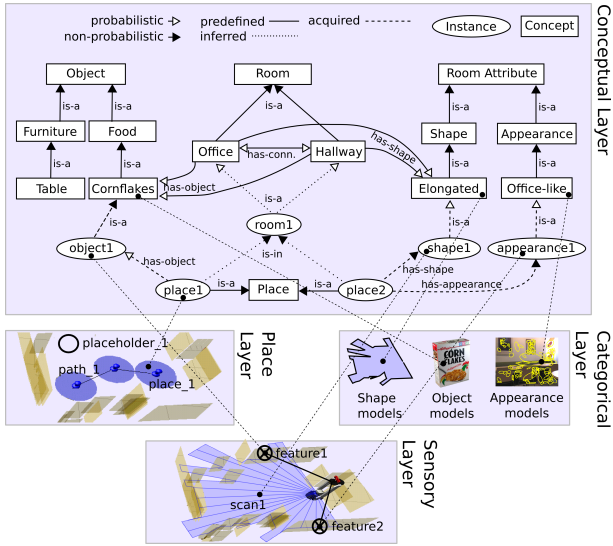 probabilistic
predefined
acquired
non-probabilistic
inferred
Instance
Concept
Conceptual Layer
Object
Room
Room Attribute
is-a
is-a
is-a
is-a
is-a
Furniture
Food
Shape
Appearance
Office
Hallway
has-conn.
has-shape
is-a
is-a
is-a
is-a
Table
Cornflakes
has-object
Elongated
Office-like
is-a
is-a
is-a
is-a
room1
object1
is-in
shape1
appearance1
has-object
has-shape
has-appearance
place1
is-a
Place
is-a
place2
placeholder_1
path_1
place_1
Place
Layer
CORN
FLAKES
Shape
models
Object
models
Appearance
models
Categorical
Layer
feature1
scan1
feature2
Sensory
Layer